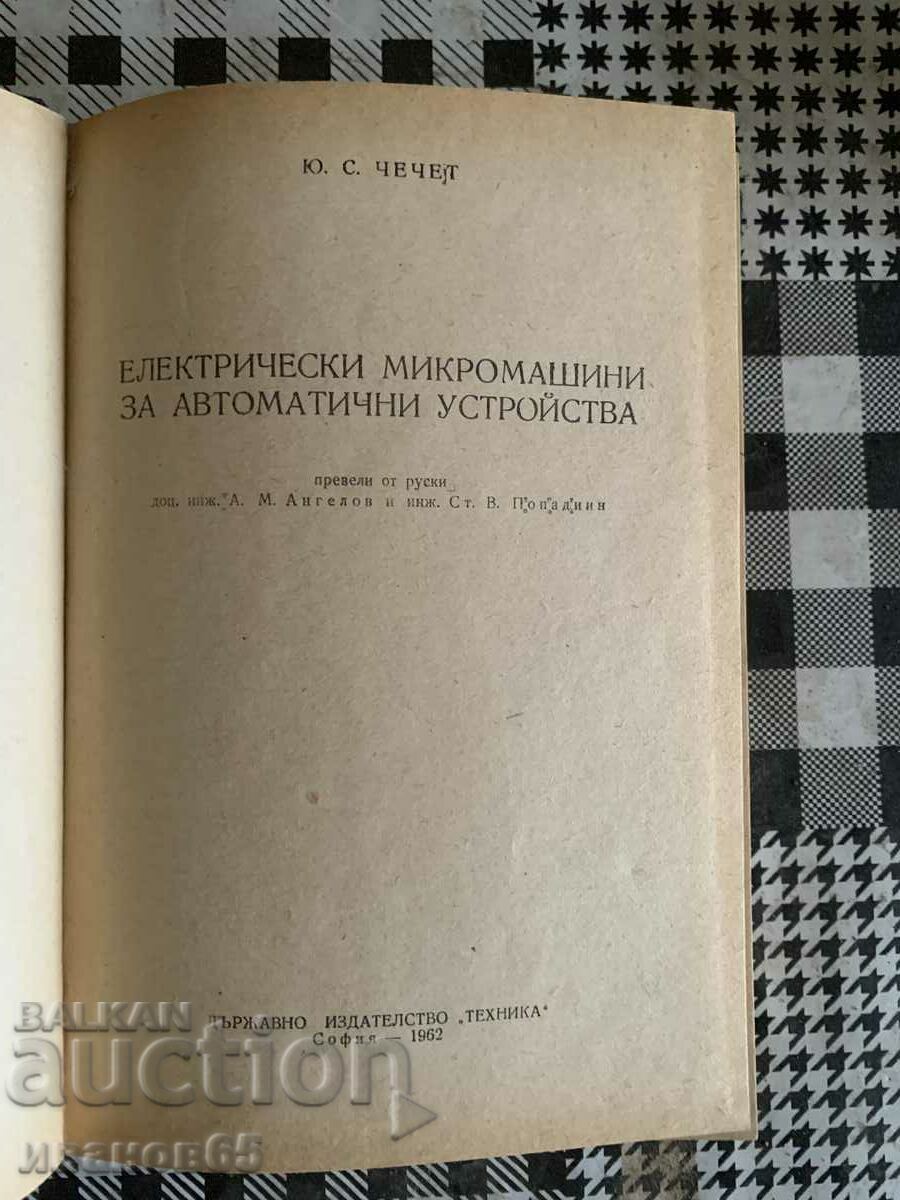 Ю. С. ЧЕЧЕТ
ЕЛЕКТРИЧЕСКИ МИКРОМАШИНИ
ЗА АВТОМАТИЧНИ УСТРОЙСТВА
превели от руски
доц. инж. А. М. Ангелов и инж. Ст. В. Попадиин
ДЪРЖАВНО ИЗДАТЕЛСТВО „ТЕХНИКА“
София — 1962
BALKAN
auction
иванов65